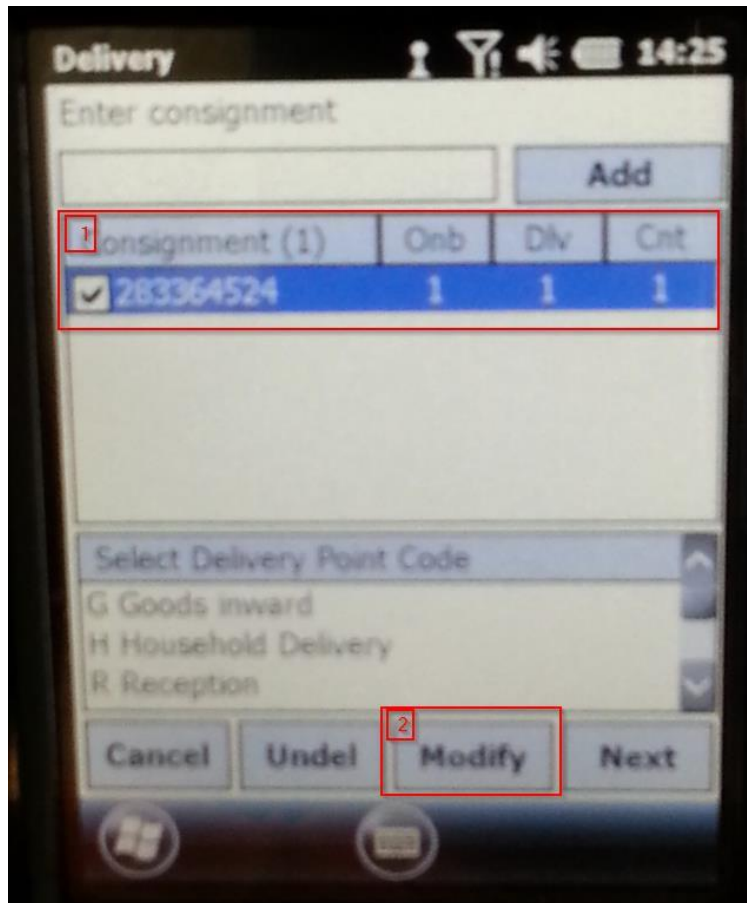 Delivery 14:25
Enter consignment
Add
1 onsignment (1) Onb Dlv Cnt
283364524 1 1 1
Select Delivery Point Code
G Goods inward
H Household Delivery
R Reception
2
Cancel Undel Modify Next